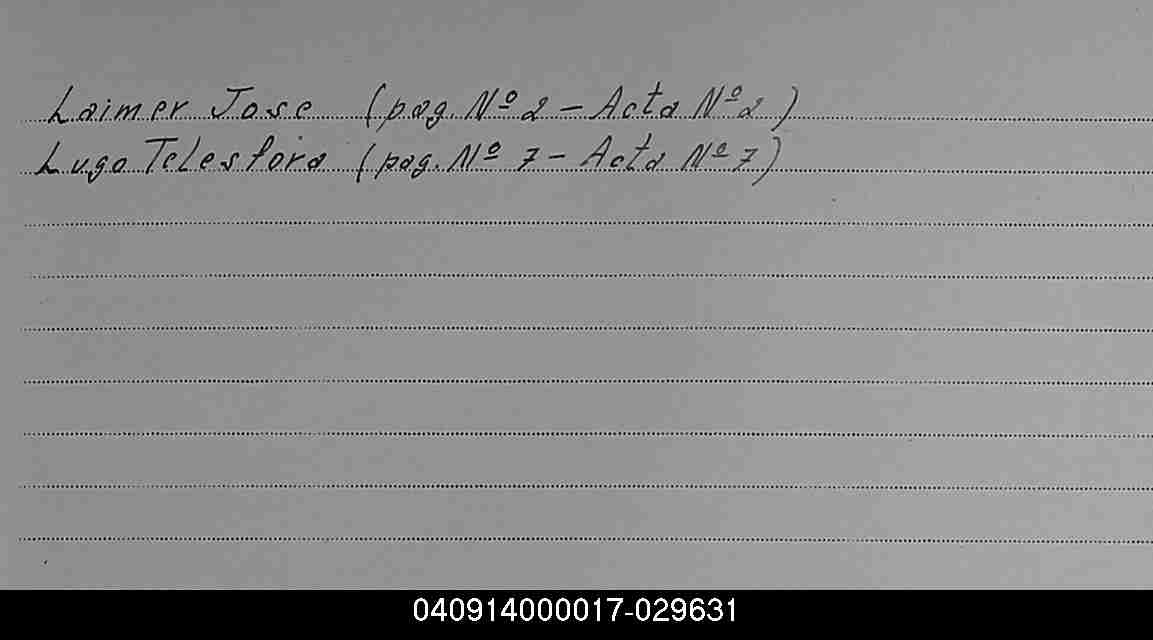 Laimer Jose (pag. Nº 2 - Acta Nº 2)
Lugo Telesfora (pag. Nº 7 - Acta Nº 7)
040914000017-029631